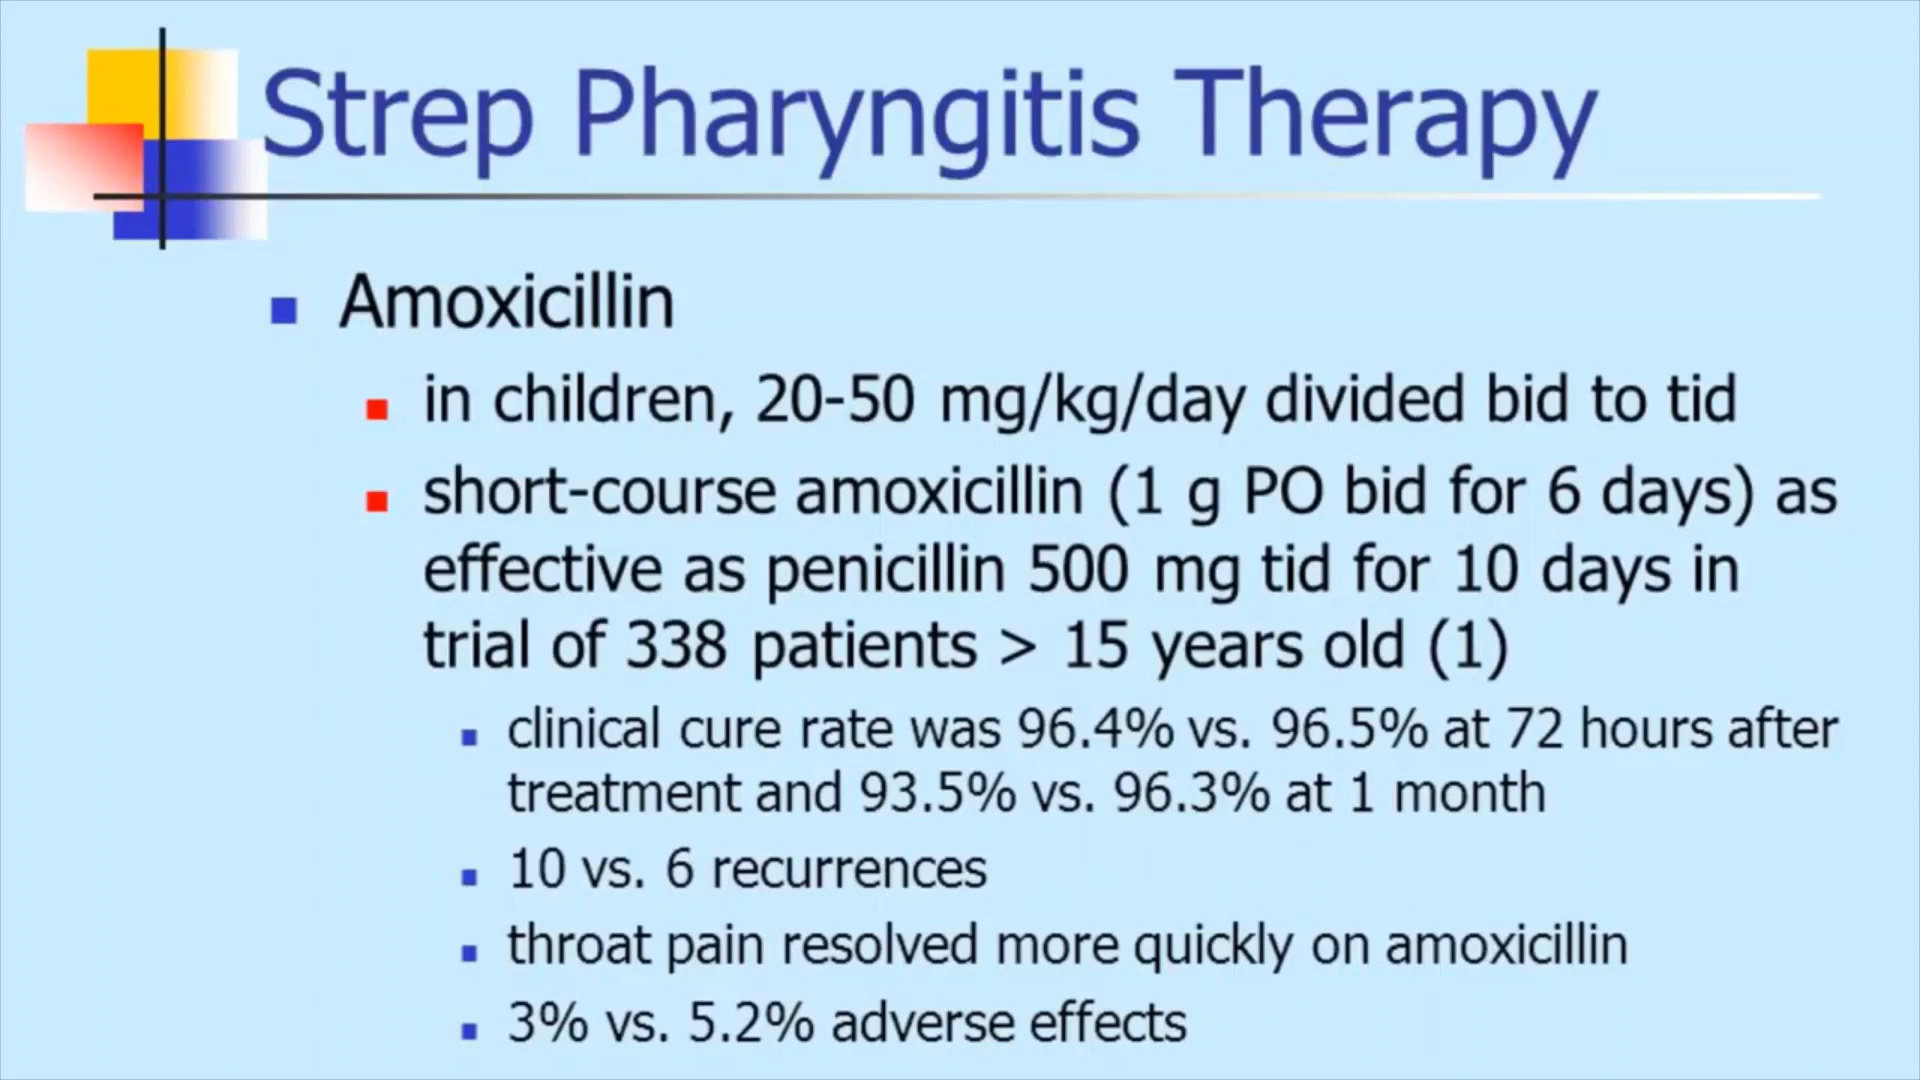 Strep Pharyngitis Therapy
Amoxicillin
in children, 20-50 mg/kg/day divided bid to tid
short-course amoxicillin (1 g PO bid for 6 days) as
effective as penicillin 500 mg tid for 10 days in
trial of 338 patients > 15 years old (1)
clinical cure rate was 96.4% vs. 96.5% at 72 hours after
treatment and 93.5% vs. 96.3% at 1 month
10 vs. 6 recurrences
throat pain resolved more quickly on amoxicillin
3% vs. 5.2% adverse effects